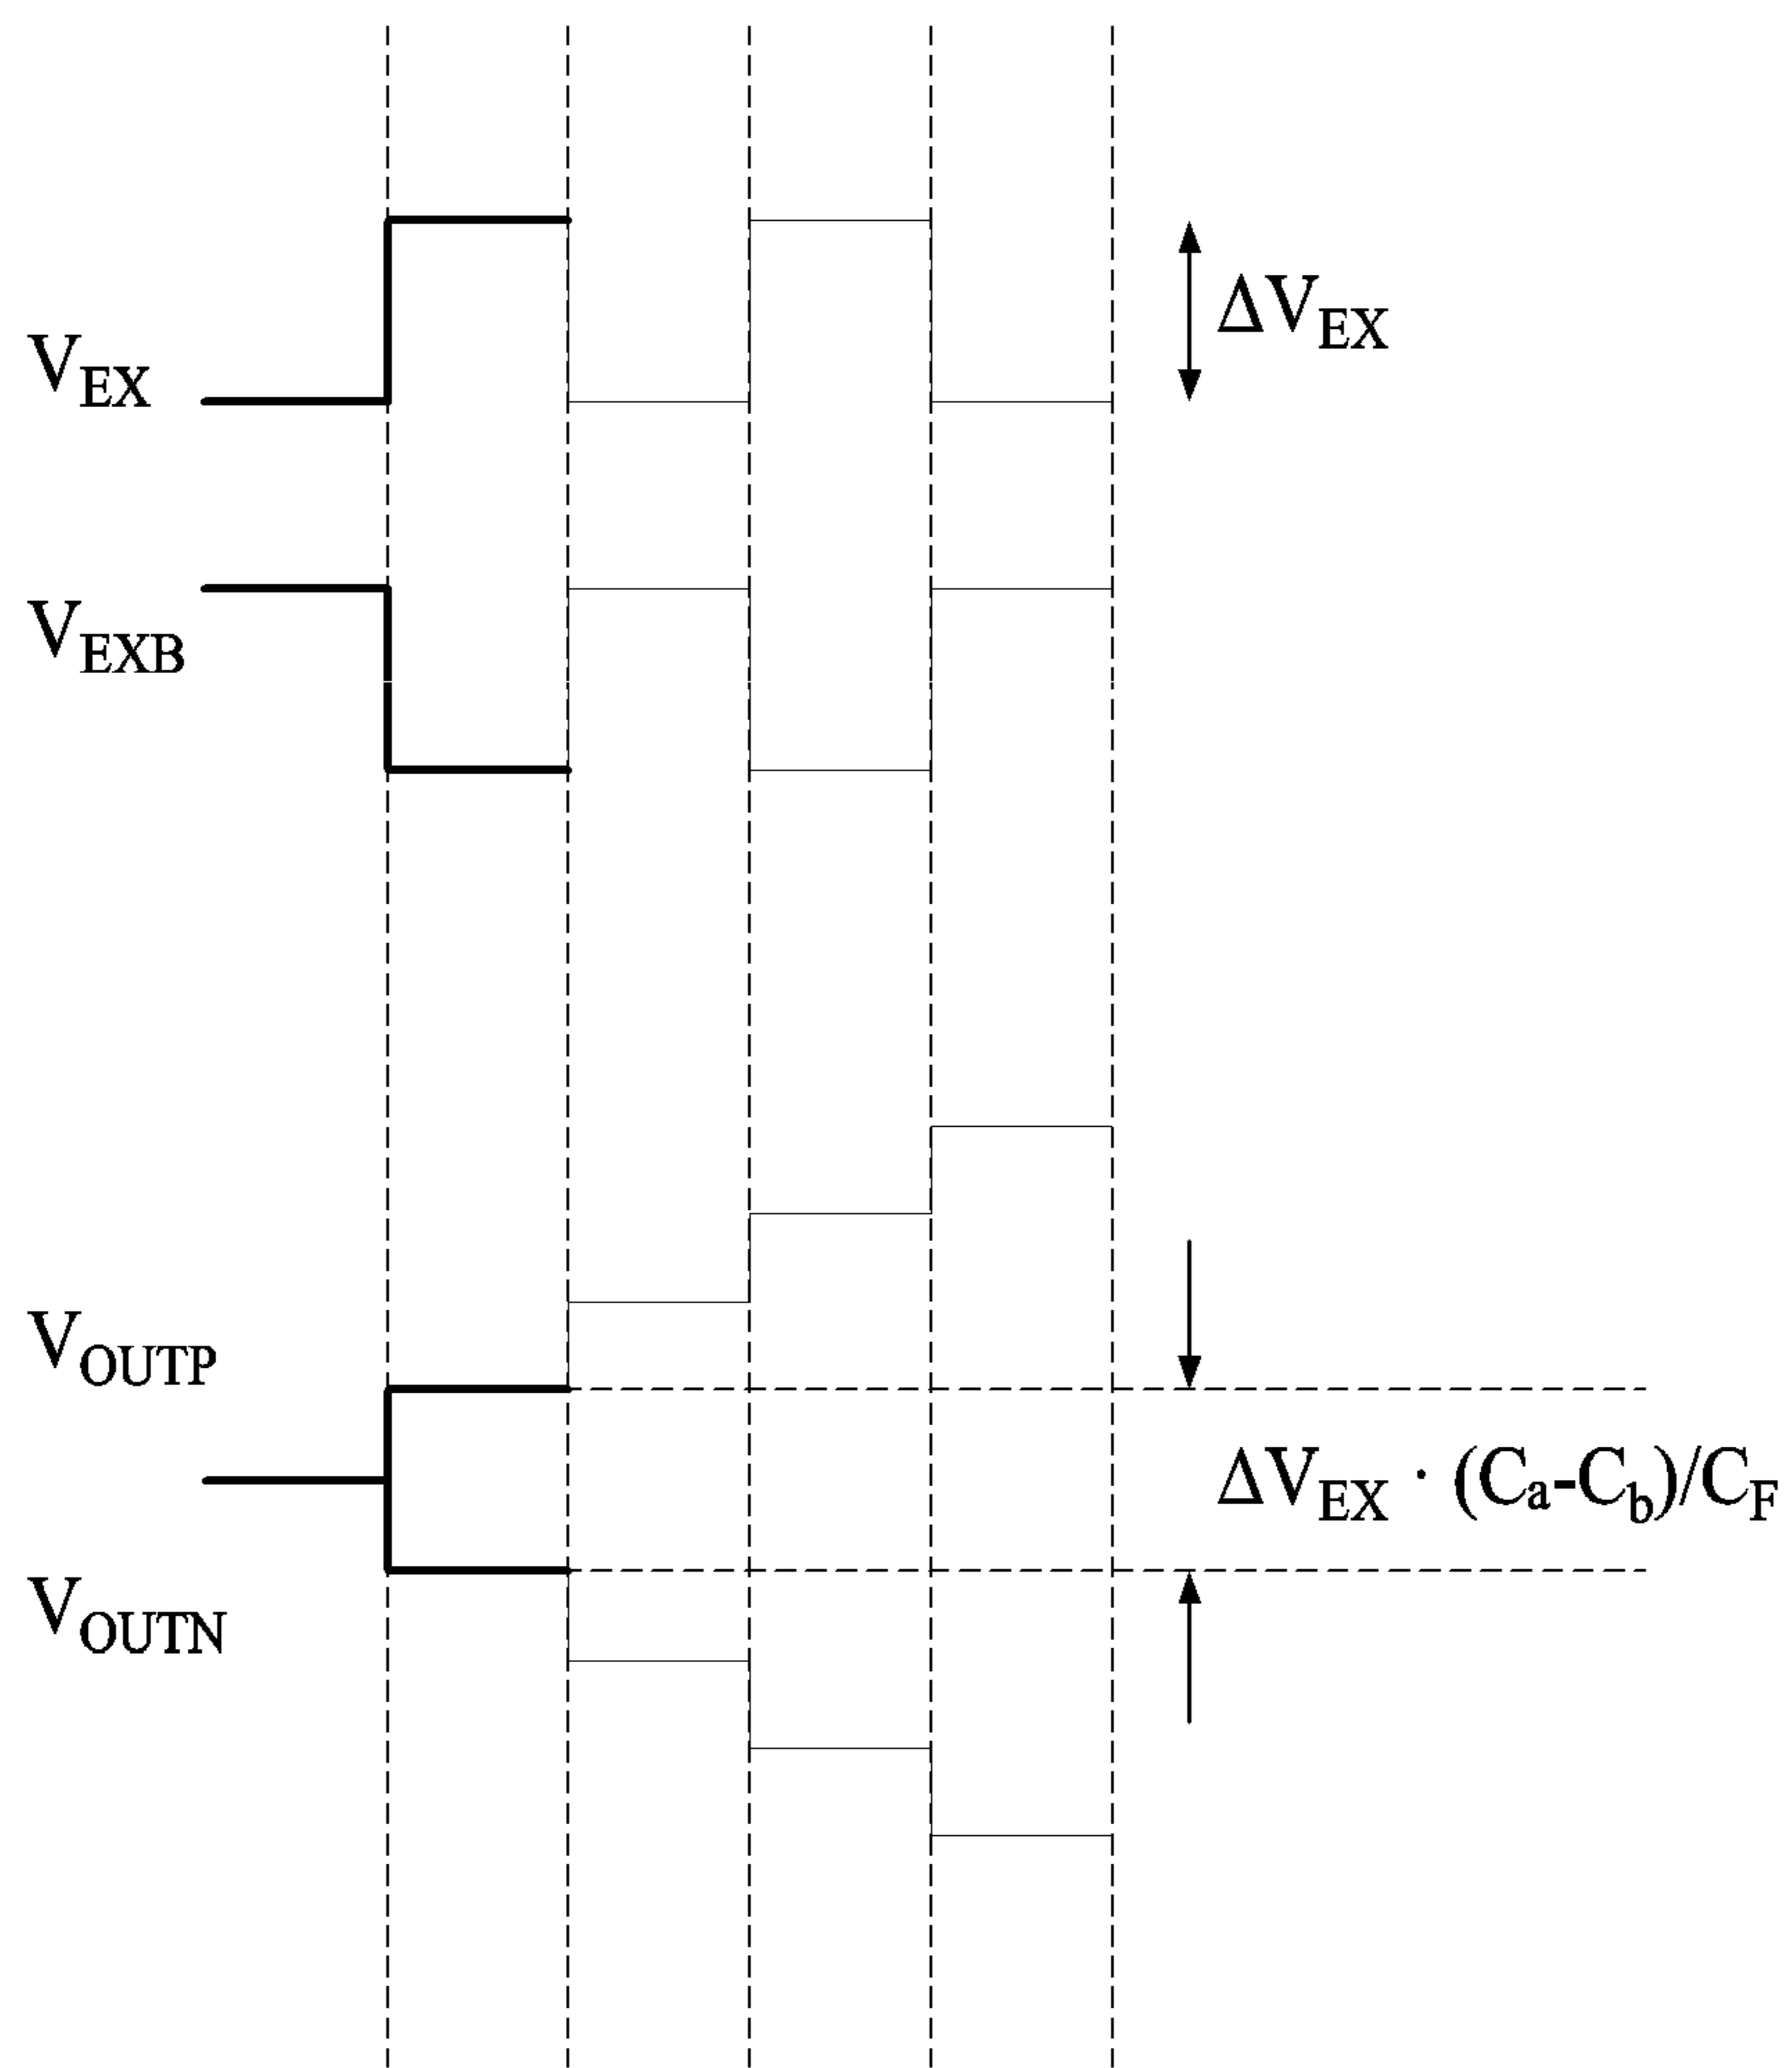 ΔV_EX
V_EX
V_EXB
V_OUTP
ΔV_EX · (C_a-C_b)/C_F
V_OUTN